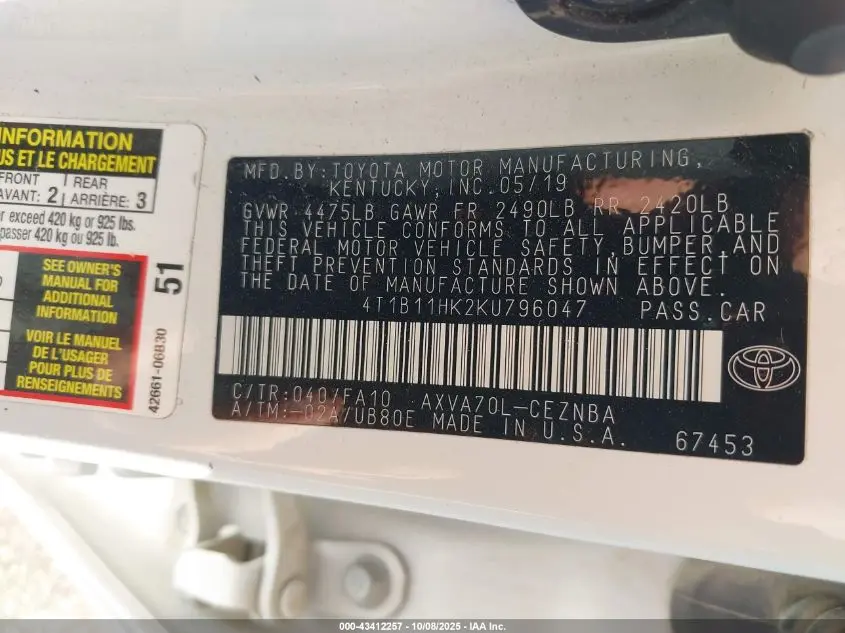 INFORMATION
US ET LE CHARGEMENT
FRONT
AVANT: 2
REAR
ARRIÈRE: 3
r exceed 420 kg or 925 lbs.
passer 420 kg ou 925 lb.
SEE OWNER'S
MANUAL FOR
ADDITIONAL
INFORMATION
VOIR LE MANUEL
DE L'USAGER
POUR PLUS DE
RENSEIGNEMENTS
51
42661-06B30
MFD. BY: TOYOTA MOTOR MANUFACTURING,
KENTUCKY, INC. 05/19
GVWR 4475LB GAWR FR 2490LB RR 2420LB
THIS VEHICLE CONFORMS TO ALL APPLICABLE
FEDERAL MOTOR VEHICLE SAFETY, BUMPER, AND
THEFT PREVENTION STANDARDS IN EFFECT ON
THE DATE OF MANUFACTURE SHOWN ABOVE.
4T1B11HK2KU796047 PASS. CAR
C/TR: 040/FA10 AXVA70L-CEZNBA
A/TM: -02A/UB80E MADE IN U.S.A.
67453
000-43412257 | 10/08/2025 - IAA Inc.